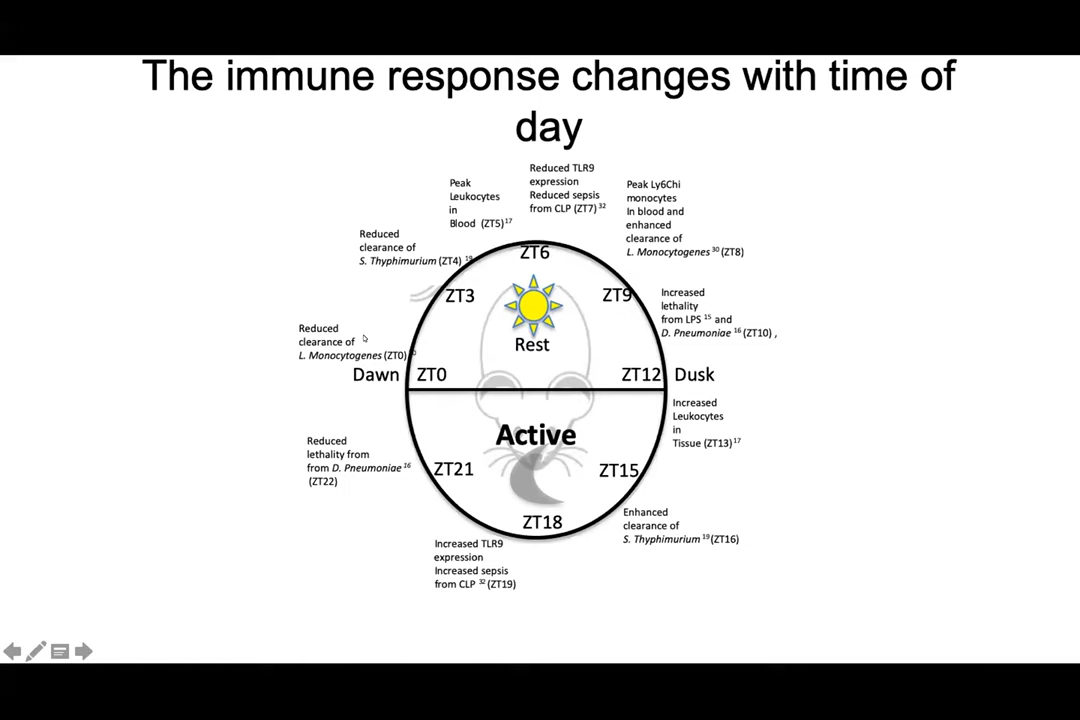 The immune response changes with time of
day
Reduced TLR9
expression
Reduced sepsis
from CLP (ZT7) 32
Peak
Leukocytes
in
Blood (ZT5) 17
Peak Ly6Chi
monocytes
In blood and
enhanced
clearance of
L. Monocytogenes 30 (ZT8)
Reduced
clearance of
S. Thyphimurium (ZT4) 19
ZT6
ZT3
ZT9
Increased
lethality
from LPS 15 and
D. Pneumoniae 16 (ZT10) ,
Reduced
clearance of
L. Monocytogenes (ZT0)
Rest
Dawn ZT0
ZT12 Dusk
Increased
Leukocytes
in
Tissue (ZT13) 17
Active
Reduced
lethality from
from D. Pneumoniae 16
(ZT22)
ZT21
ZT15
ZT18
Enhanced
clearance of
S. Thyphimurium 19 (ZT16)
Increased TLR9
expression
Increased sepsis
from CLP 32 (ZT19)